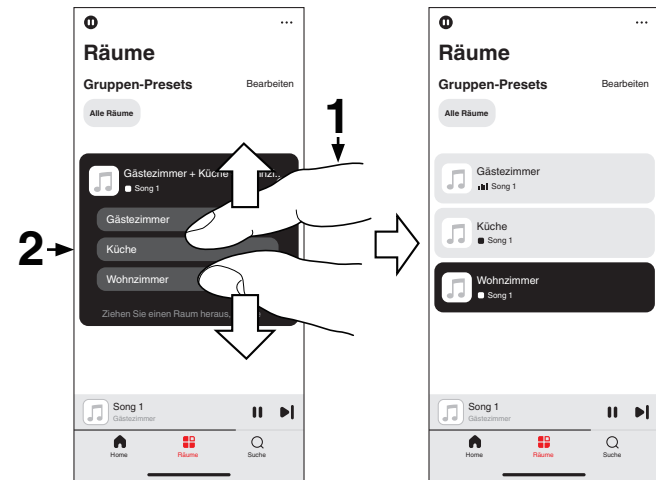 Räume
Gruppen-Presets Bearbeiten
Alle Räume
1
Gästezimmer + Küche
Song 1
Gästezimmer
Küche
2
Wohnzimmer
Ziehen Sie einen Raum heraus,
Song 1
Gästezimmer
Home Räume Suche
Räume
Gruppen-Presets Bearbeiten
Alle Räume
Gästezimmer
Song 1
Küche
Song 1
Wohnzimmer
Song 1
Song 1
Gästezimmer
Home Räume Suche